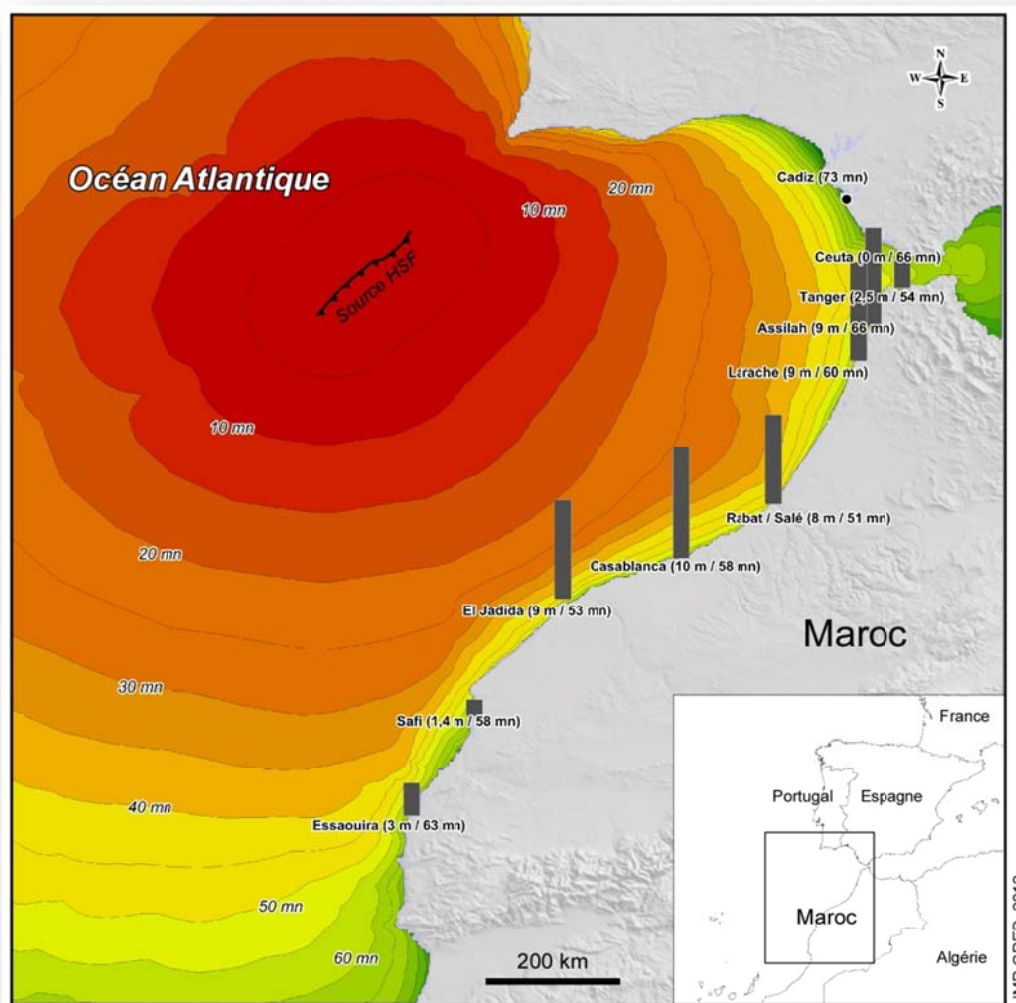 N
W E
S
Océan Atlantique
20 mn
Cadiz (73 mn)
10 mn
Source HSF
Ceuta (0 m / 66 mn)
Tanger (2,5 m / 54 mn)
Assilah (9 m / 66 mn)
Larache (9 m / 60 mn)
10 mn
Rabat / Salé (8 m / 51 mn)
20 mn
Casablanca (10 m / 58 mn)
El Jadida (9 m / 53 mn)
Maroc
30 mn
Safi (1,4 m / 58 mn)
France
Portugal Espagne
40 mn
Essaouira (3 m / 63 mn)
50 mn
Maroc
60 mn
200 km
Algérie